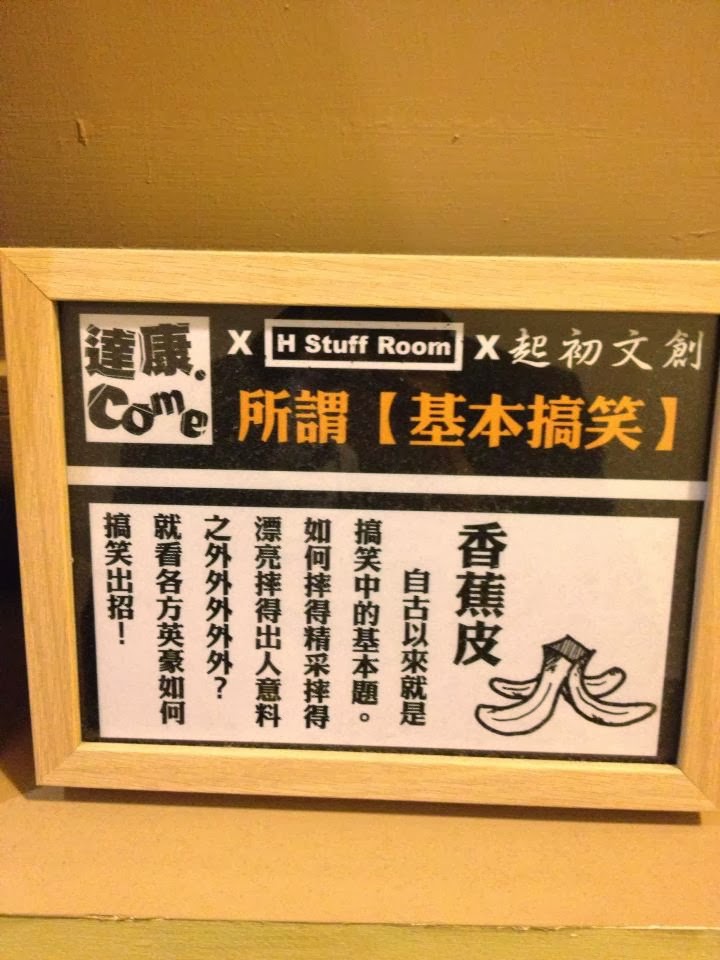 達康.
come
X H Stuff Room X 起初文創
所謂【基本搞笑】
香蕉皮
自古以來就是
搞笑中的基本題。
如何摔得精采摔得
漂亮摔得出人意料
之外外外外外？
就看各方英豪如何
搞笑出招！